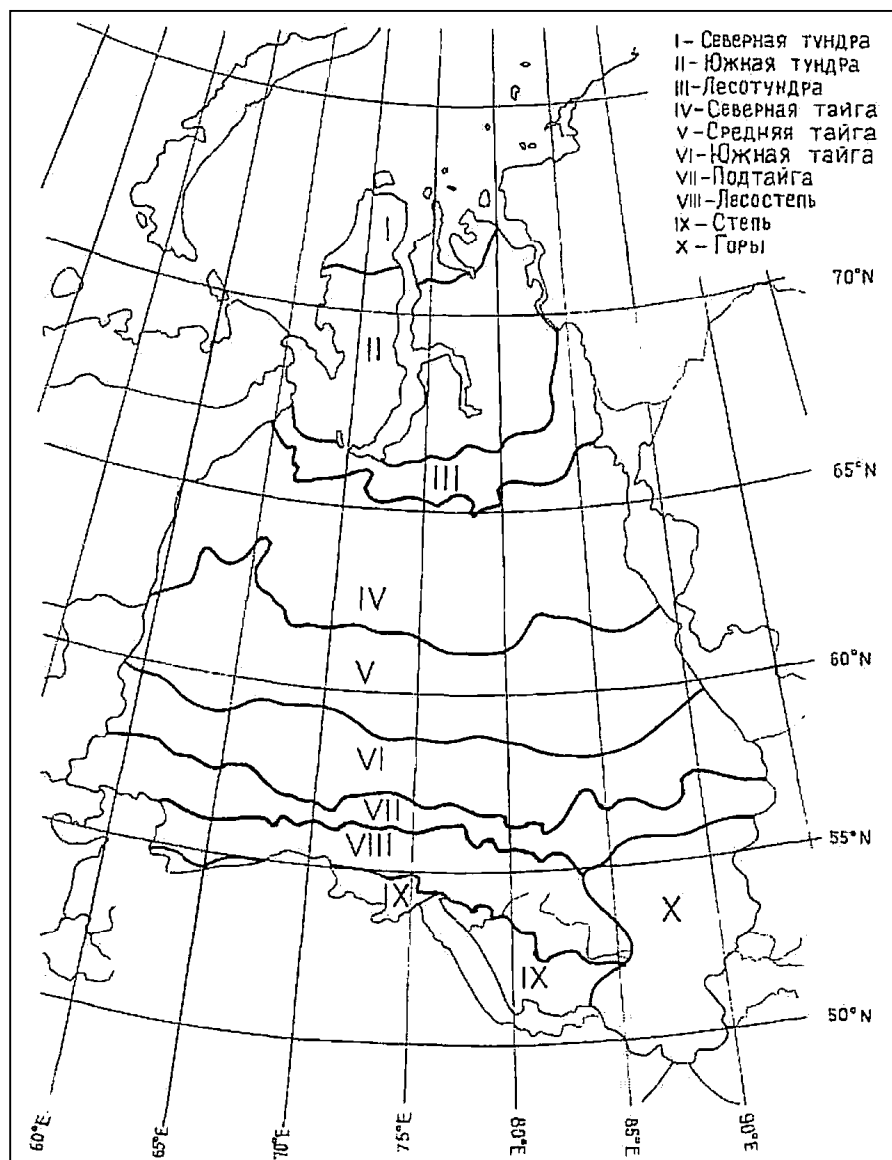 I – Северная тундра
II – Южная тундра
III – Лесотундра
IV – Северная тайга
V – Средняя тайга
VI – Южная тайга
VII – Подтайга
VIII – Лесостепь
IX – Степь
X – Горы
I
70°N
II
65°N
III
IV
60°N
V
VI
VII
55°N
VIII
IX
X
IX
50°N
60°E.
65°E.
70°E.
75°E.
80°E.
85°E.
90°E.